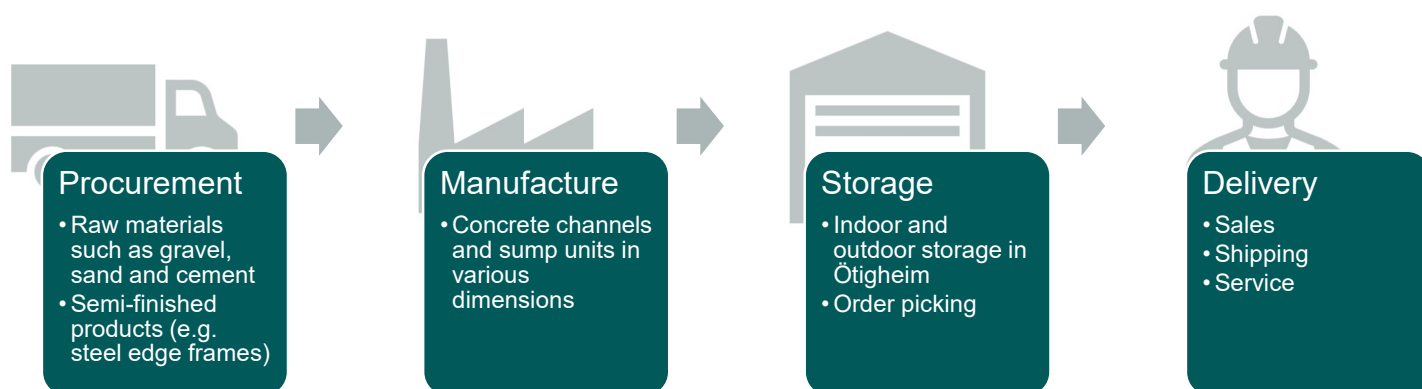 Procurement
• Raw materials
such as gravel,
sand and cement
• Semi-finished
products (e.g.
steel edge frames)
Manufacture
• Concrete channels
and sump units in
various
dimensions
Storage
• Indoor and
outdoor storage in
Ötigheim
• Order picking
Delivery
• Sales
• Shipping
• Service